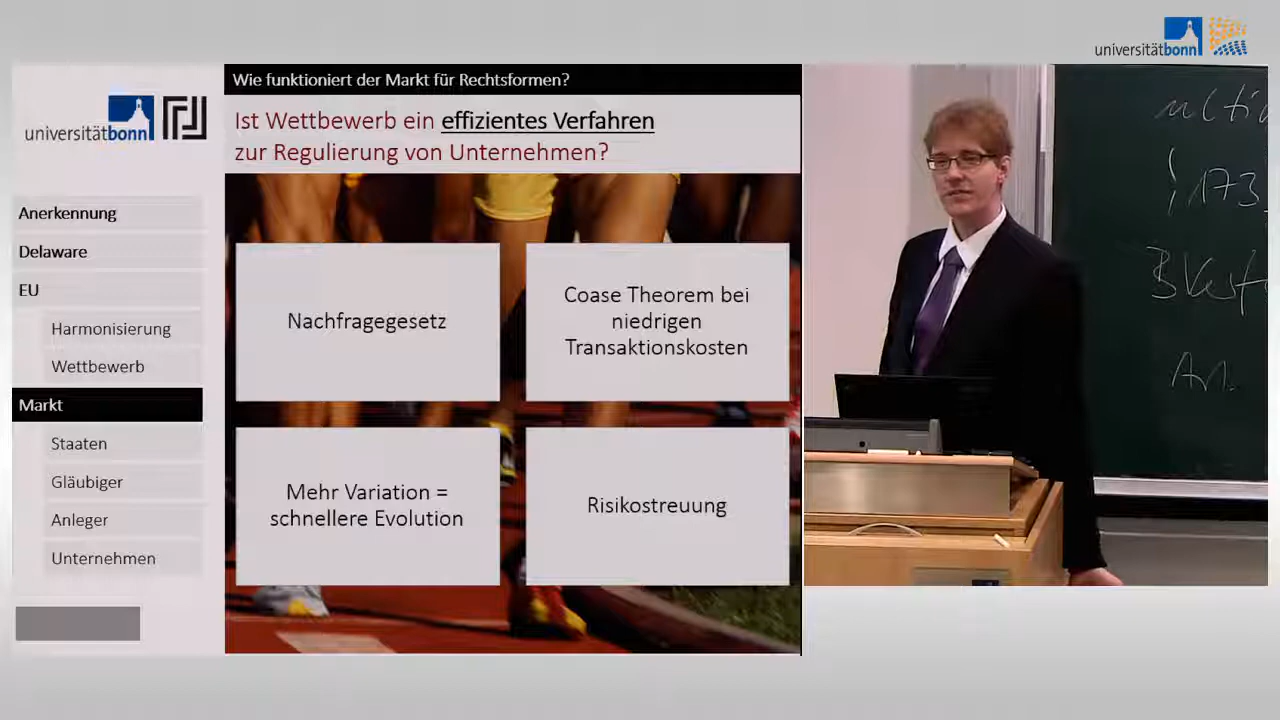 universitätbonn
universitätbonn
Anerkennung
Delaware
EU
Harmonisierung
Wettbewerb
Markt
Staaten
Gläubiger
Anleger
Unternehmen
Wie funktioniert der Markt für Rechtsformen?
Ist Wettbewerb ein effizientes Verfahren
zur Regulierung von Unternehmen?
Nachfragegesetz
Coase Theorem bei
niedrigen
Transaktionskosten
Mehr Variation =
schnellere Evolution
Risikostreuung